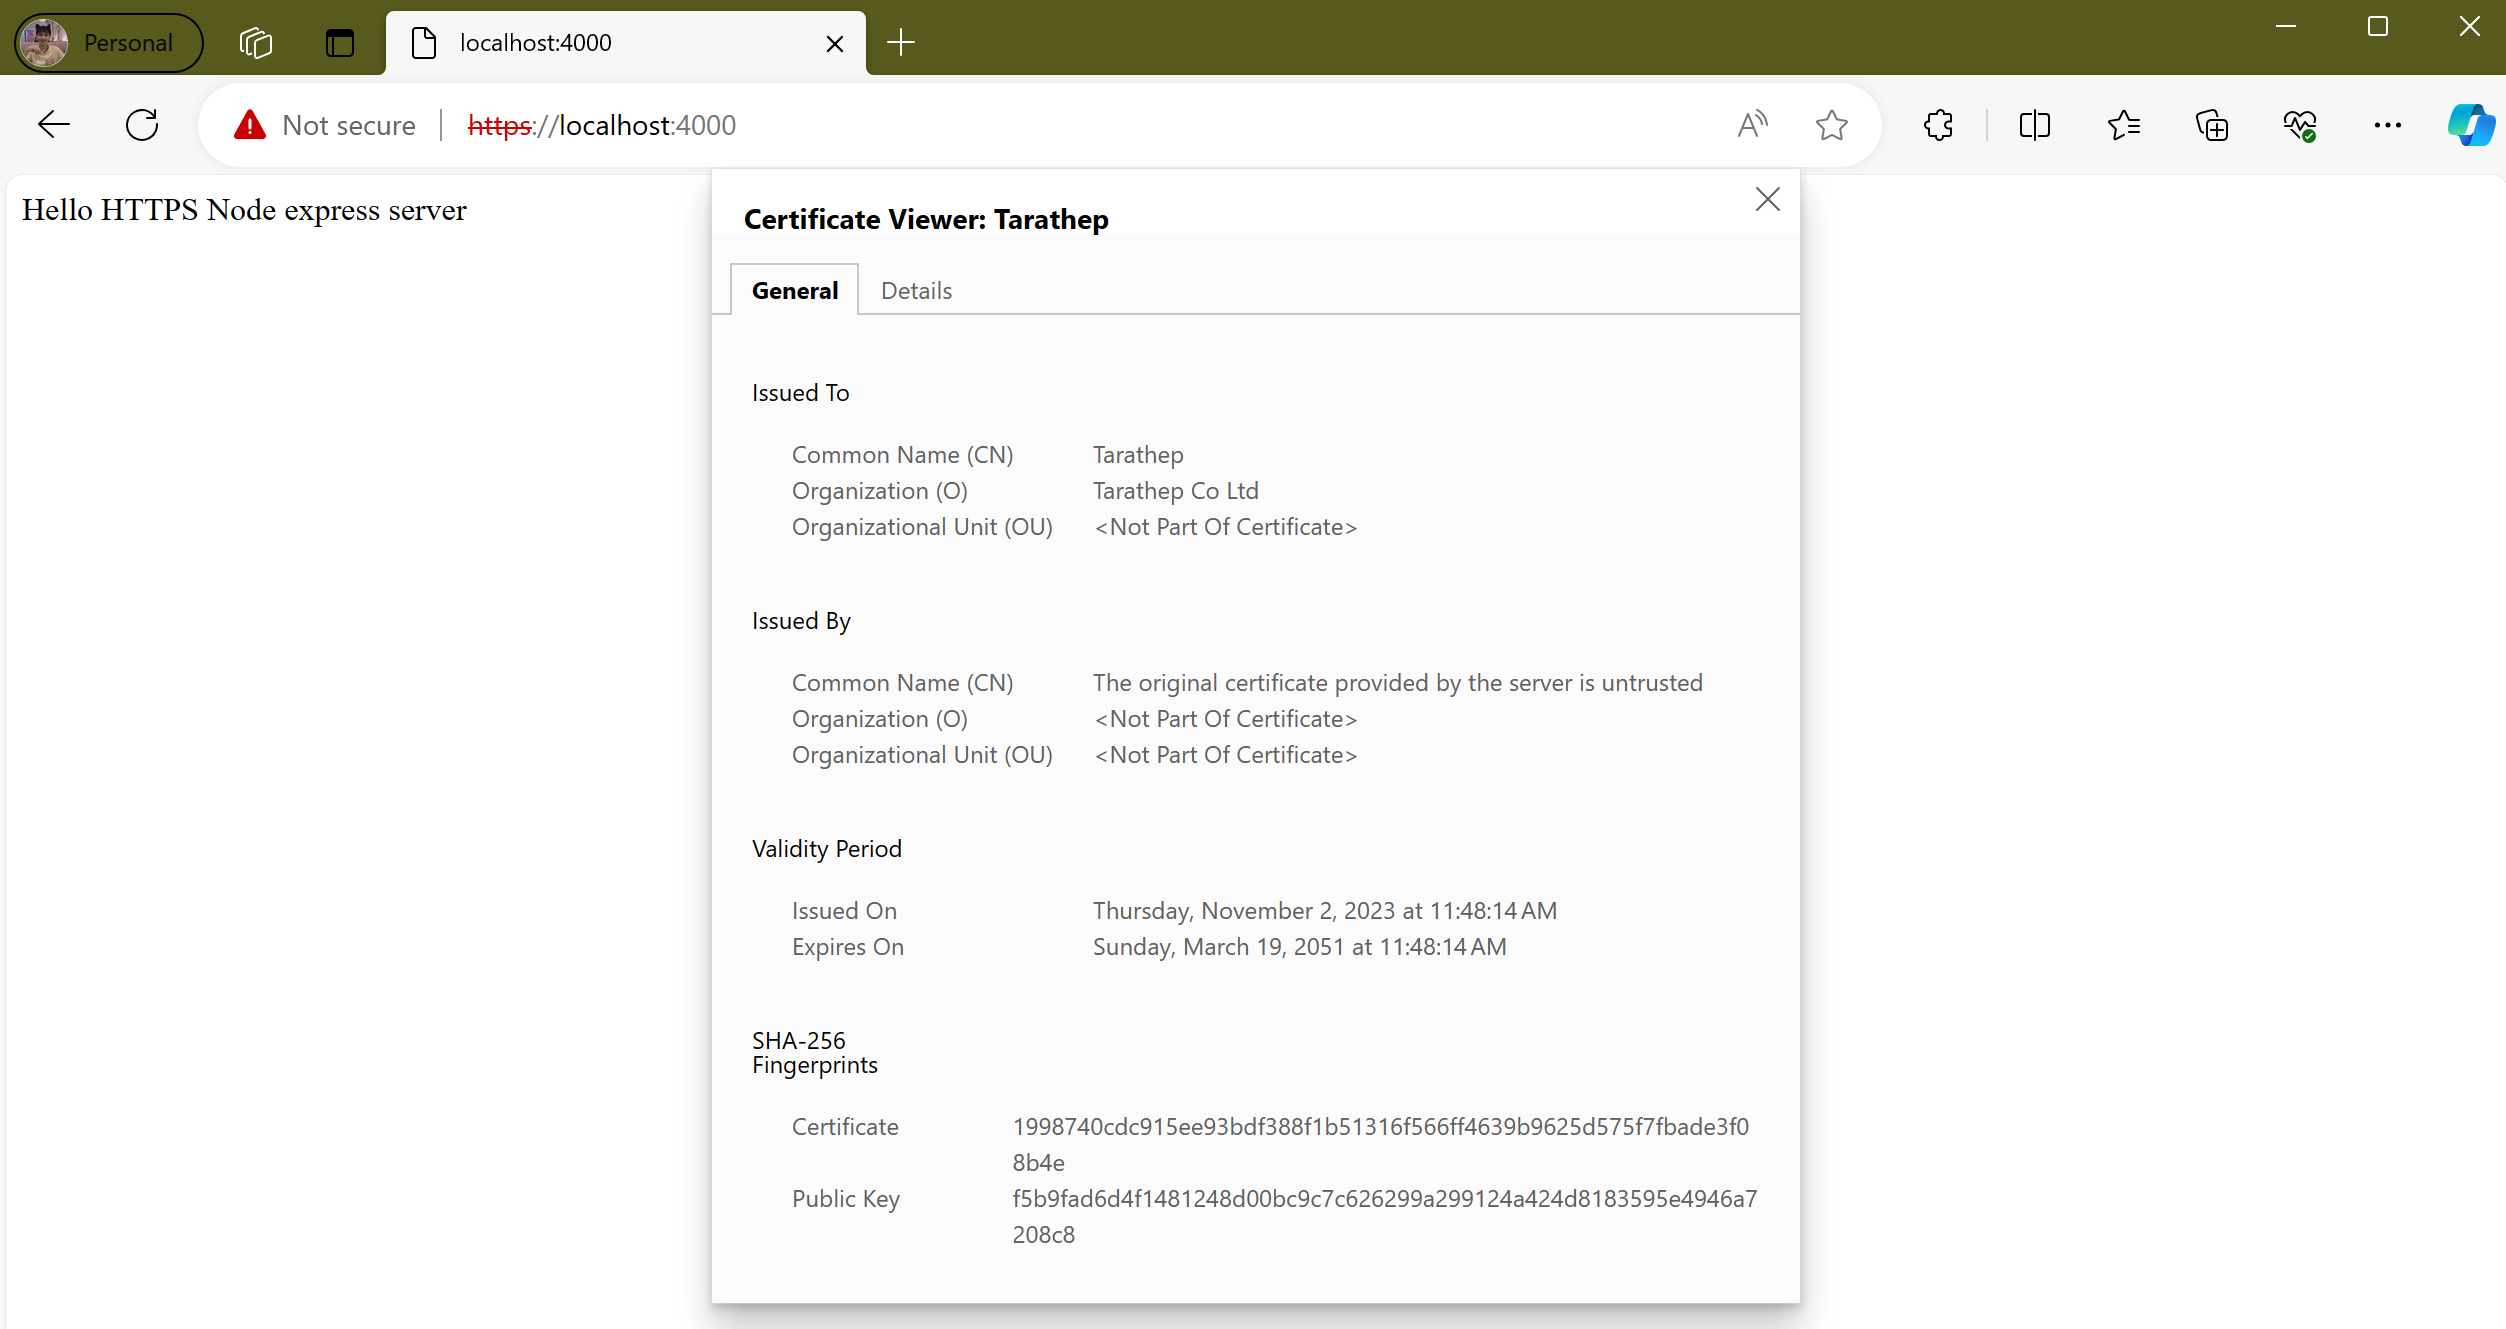 Personal
localhost:4000
Not secure
https://localhost:4000
Hello HTTPS Node express server
Certificate Viewer: Tarathep
General Details
Issued To
Common Name (CN) Tarathep
Organization (O) Tarathep Co Ltd
Organizational Unit (OU) <Not Part Of Certificate>
Issued By
Common Name (CN) The original certificate provided by the server is untrusted
Organization (O) <Not Part Of Certificate>
Organizational Unit (OU) <Not Part Of Certificate>
Validity Period
Issued On Thursday, November 2, 2023 at 11:48:14 AM
Expires On Sunday, March 19, 2051 at 11:48:14 AM
SHA-256
Fingerprints
Certificate 1998740cdc915ee93bdf388f1b51316f566ff4639b9625d575f7fbade3f0
8b4e
Public Key f5b9fad6d4f1481248d00bc9c7c626299a299124a424d8183595e4946a7
208c8